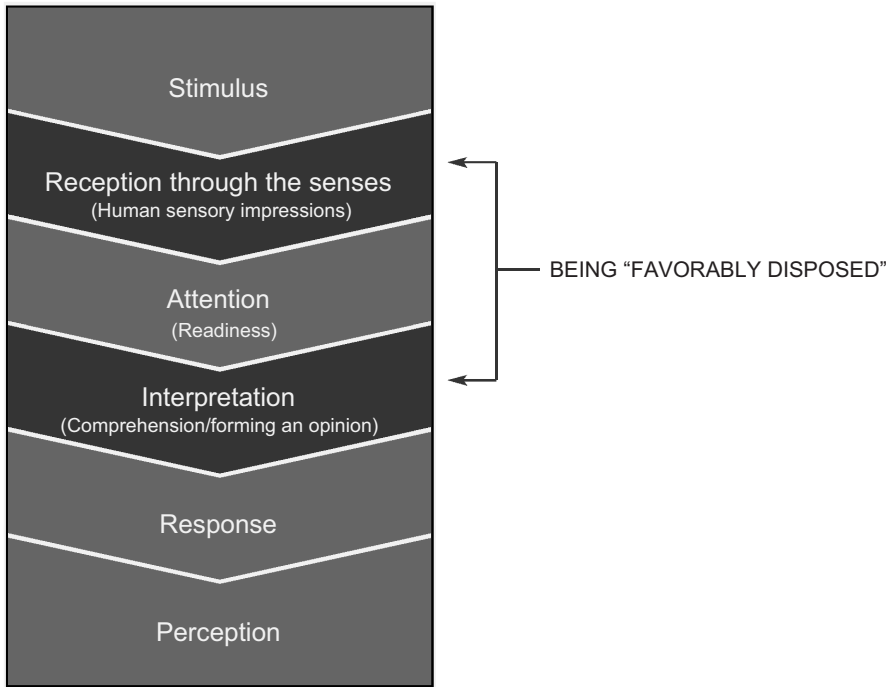 Stimulus
Reception through the senses
(Human sensory impressions)
Attention
(Readiness)
Interpretation
(Comprehension/forming an opinion)
Response
Perception
BEING “FAVORABLY DISPOSED”